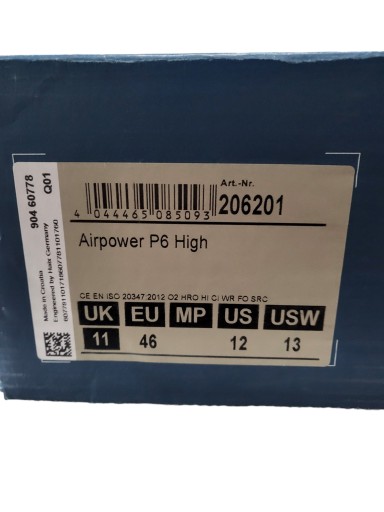 904 60778
Q01
Made in Croatia
Engineered by Haix Germany
Art.-Nr.
206201
4 044465 085093
Airpower P6 High
CE EN ISO 20347:2012 O2 HRO HI CI WR FO SRC
UK EU MP US USW
11 46 12 13